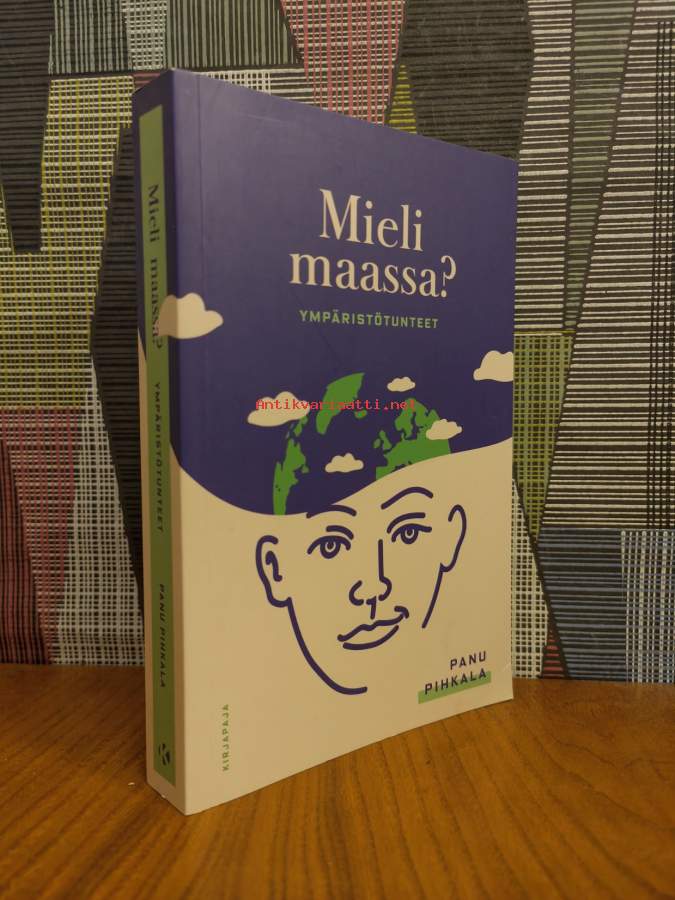 Mieli
maassa?
YMPÄRISTÖTUNTEET
Antikvariaatti.net
PANU
PIHKALA
KIRJAPAJA
Mieli maassa? YMPÄRISTÖTUNTEET PANU PIHKALA